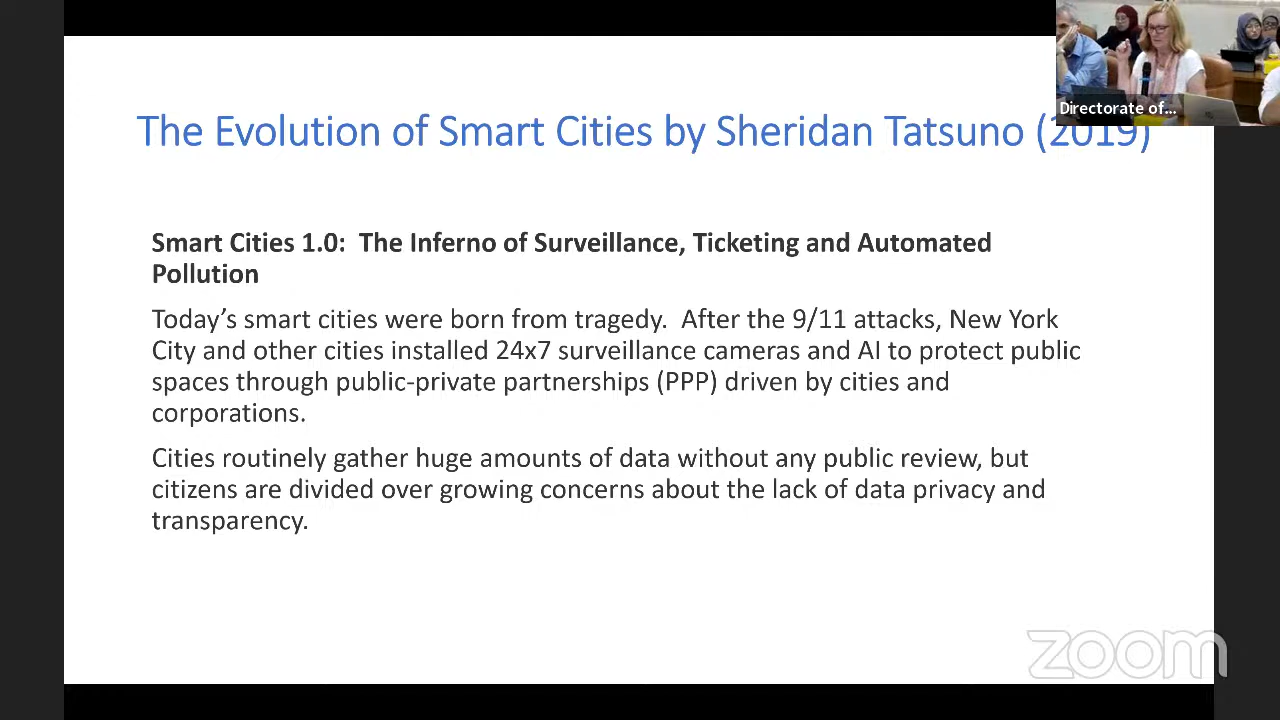 The Evolution of Smart Cities by Sheridan Tatsuno (2019)
Directorate of...
Smart Cities 1.0:  The Inferno of Surveillance, Ticketing and Automated
Pollution
Today’s smart cities were born from tragedy.  After the 9/11 attacks, New York
City and other cities installed 24x7 surveillance cameras and AI to protect public
spaces through public-private partnerships (PPP) driven by cities and
corporations.
Cities routinely gather huge amounts of data without any public review, but
citizens are divided over growing concerns about the lack of data privacy and
transparency.
zoom